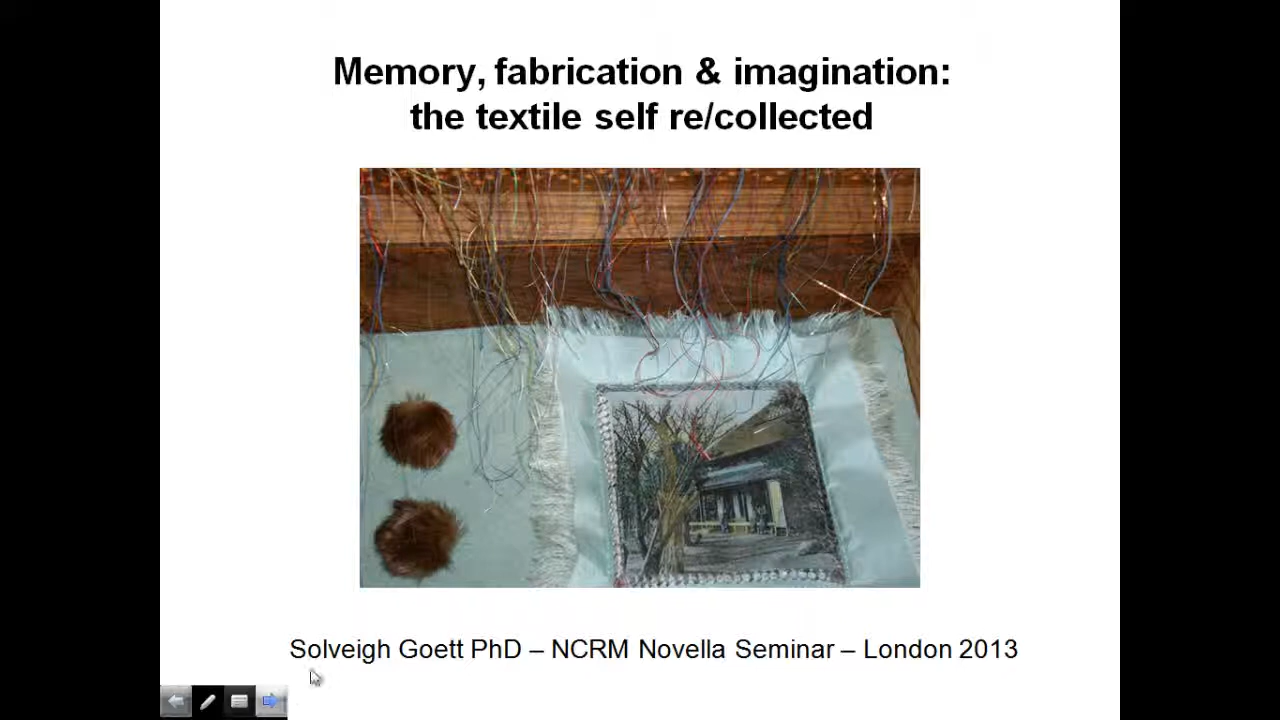 Memory, fabrication & imagination:
the textile self re/collected
Solveigh Goett PhD – NCRM Novella Seminar – London 2013